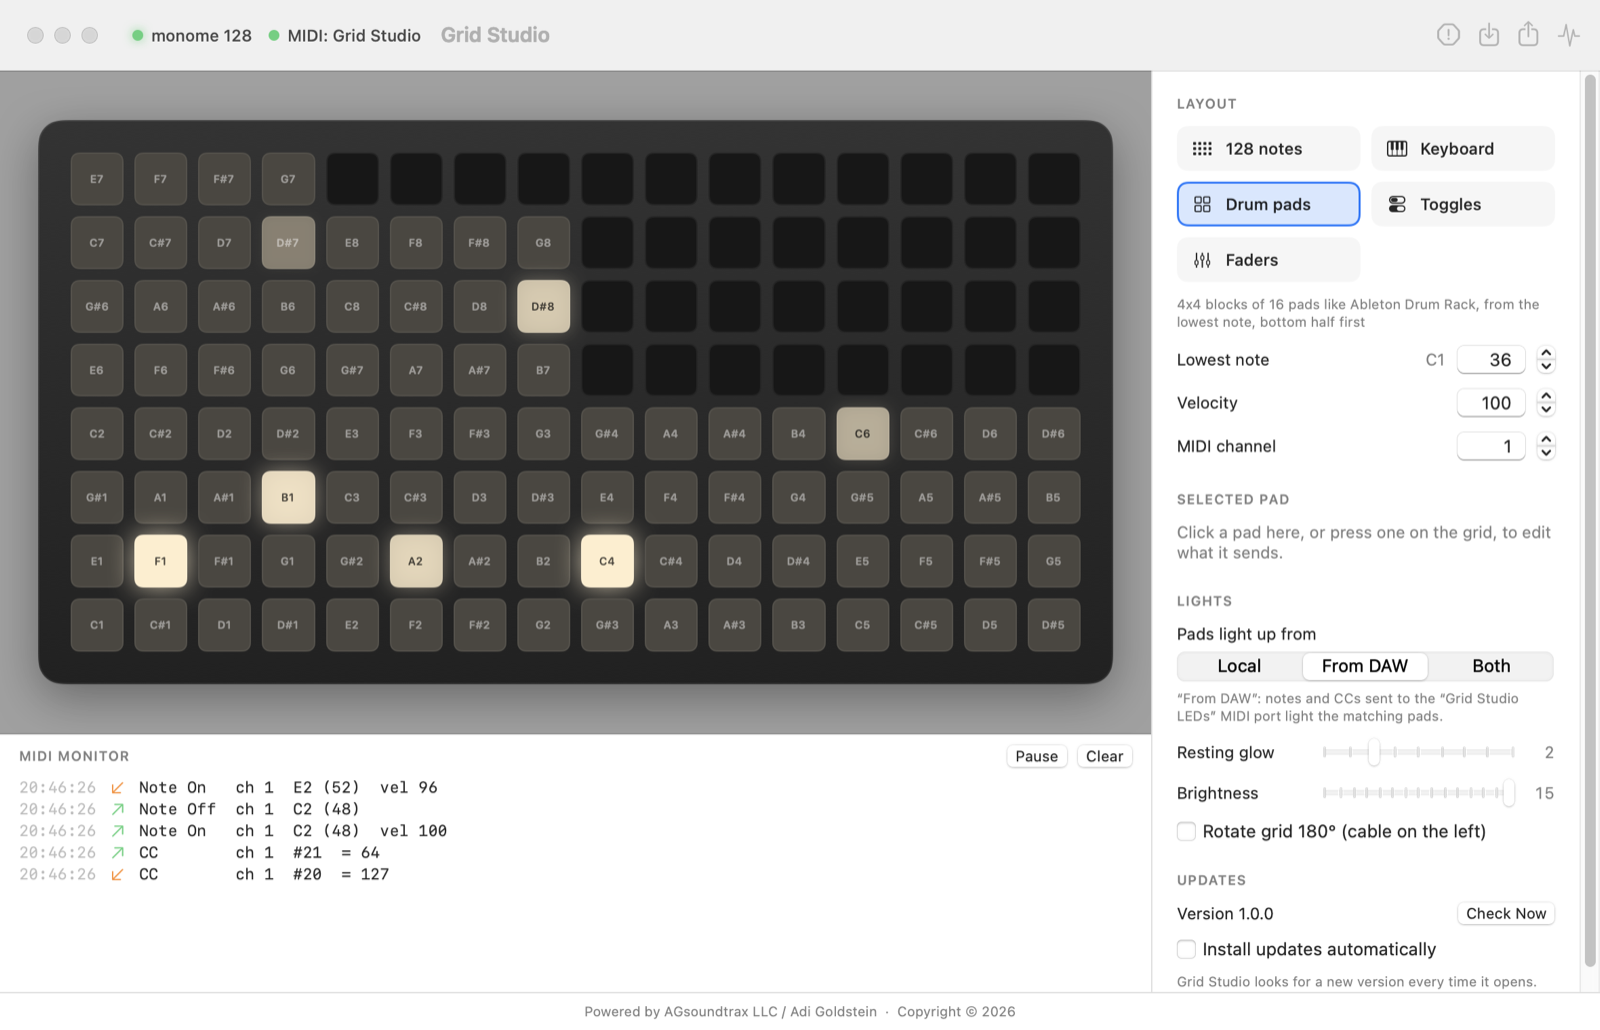 monome 128 MIDI: Grid Studio Grid Studio
E7 F7 F#7 G7
C7 C#7 D7 D#7 E8 F8 F#8 G8
G#6 A6 A#6 B6 C8 C#8 D8 D#8
E6 F6 F#6 G6 G#7 A7 A#7 B7
C2 C#2 D2 D#2 E3 F3 F#3 G3 G#4 A4 A#4 B4 C6 C#6 D6 D#6
G#1 A1 A#1 B1 C3 C#3 D3 D#3 E4 F4 F#4 G4 G#5 A5 A#5 B5
E1 F1 F#1 G1 G#2 A2 A#2 B2 C4 C#4 D4 D#4 E5 F5 F#5 G5
C1 C#1 D1 D#1 E2 F2 F#2 G2 G#3 A3 A#3 B3 C5 C#5 D5 D#5
MIDI MONITOR
Pause Clear
20:46:26 Note On ch 1 E2 (52) vel 96
20:46:26 Note Off ch 1 C2 (48)
20:46:26 Note On ch 1 C2 (48) vel 100
20:46:26 CC ch 1 #21 = 64
20:46:26 CC ch 1 #20 = 127
LAYOUT
128 notes Keyboard
Drum pads Toggles
Faders
4x4 blocks of 16 pads like Ableton Drum Rack, from the
lowest note, bottom half first
Lowest note C1 36
Velocity 100
MIDI channel 1
SELECTED PAD
Click a pad here, or press one on the grid, to edit
what it sends.
LIGHTS
Pads light up from
Local From DAW Both
“From DAW”: notes and CCs sent to the “Grid Studio
LEDs” MIDI port light the matching pads.
Resting glow 2
Brightness 15
Rotate grid 180° (cable on the left)
UPDATES
Version 1.0.0 Check Now
Install updates automatically
Grid Studio looks for a new version every time it opens.
Powered by AGsoundtrax LLC / Adi Goldstein · Copyright © 2026